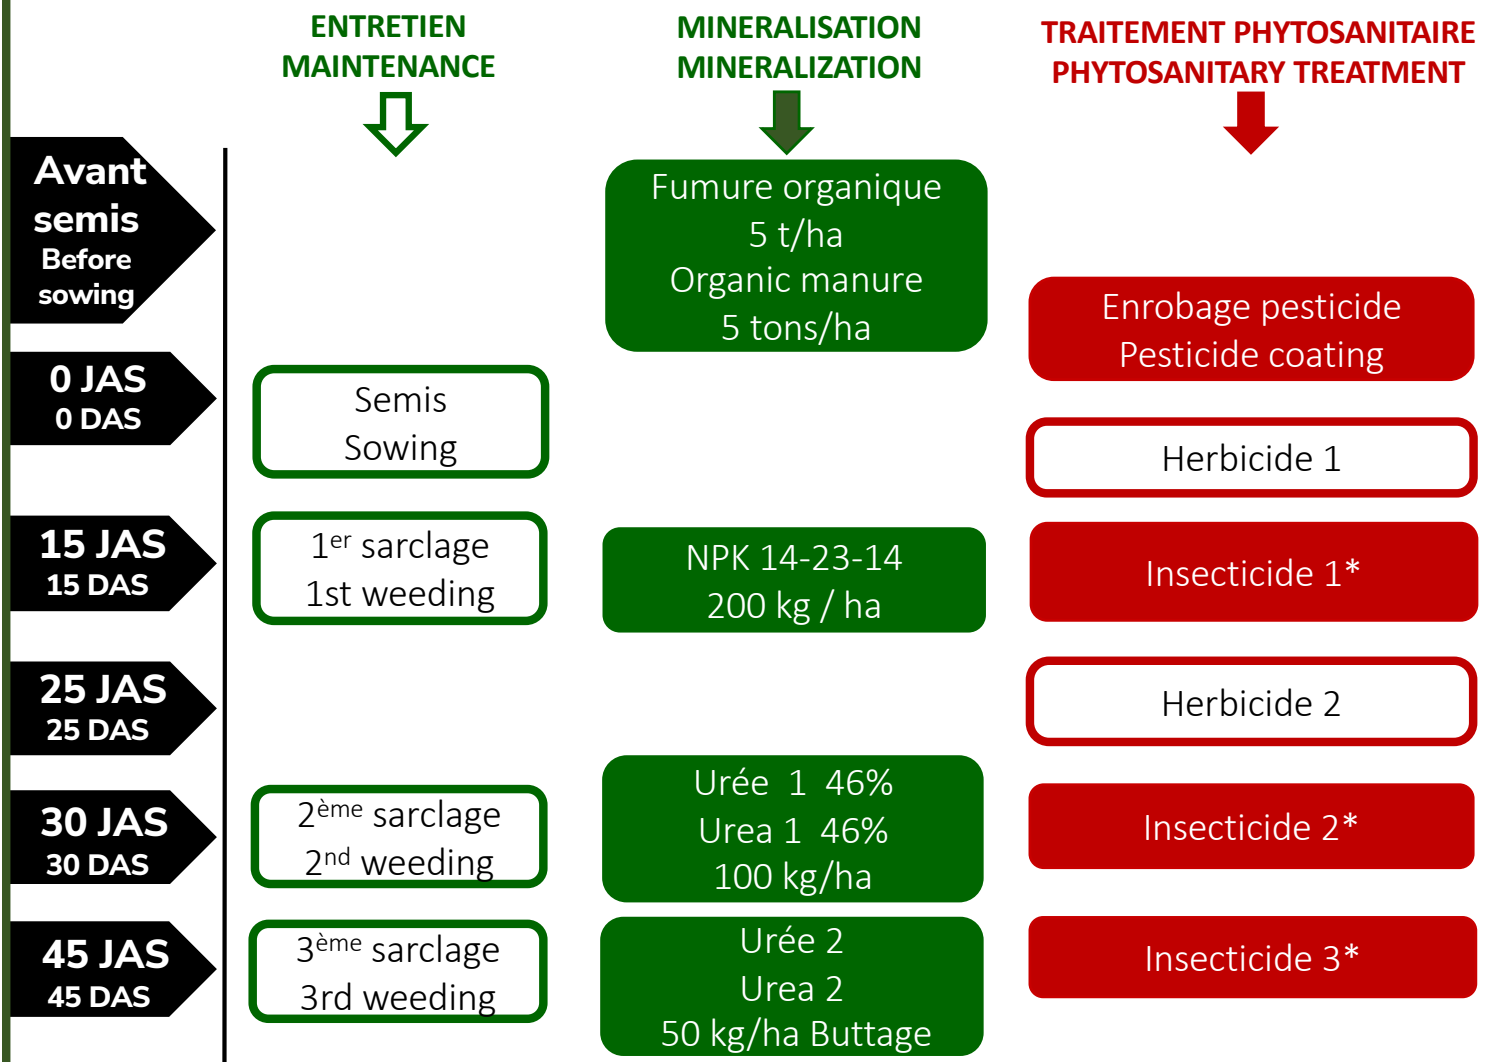 ENTRETIEN
MAINTENANCE
MINERALISATION
MINERALIZATION
TRAITEMENT PHYTOSANITAIRE
PHYTOSANITARY TREATMENT
Avant
semis
Before
sowing
Fumure organique
5 t/ha
Organic manure
5 tons/ha
Enrobage pesticide
Pesticide coating
0 JAS
0 DAS
Semis
Sowing
Herbicide 1
15 JAS
15 DAS
1er sarclage
1st weeding
NPK 14-23-14
200 kg / ha
Insecticide 1*
25 JAS
25 DAS
Herbicide 2
30 JAS
30 DAS
2ème sarclage
2nd weeding
Urée 1 46%
Urea 1 46%
100 kg/ha
Insecticide 2*
45 JAS
45 DAS
3ème sarclage
3rd weeding
Urée 2
Urea 2
50 kg/ha Buttage
Insecticide 3*